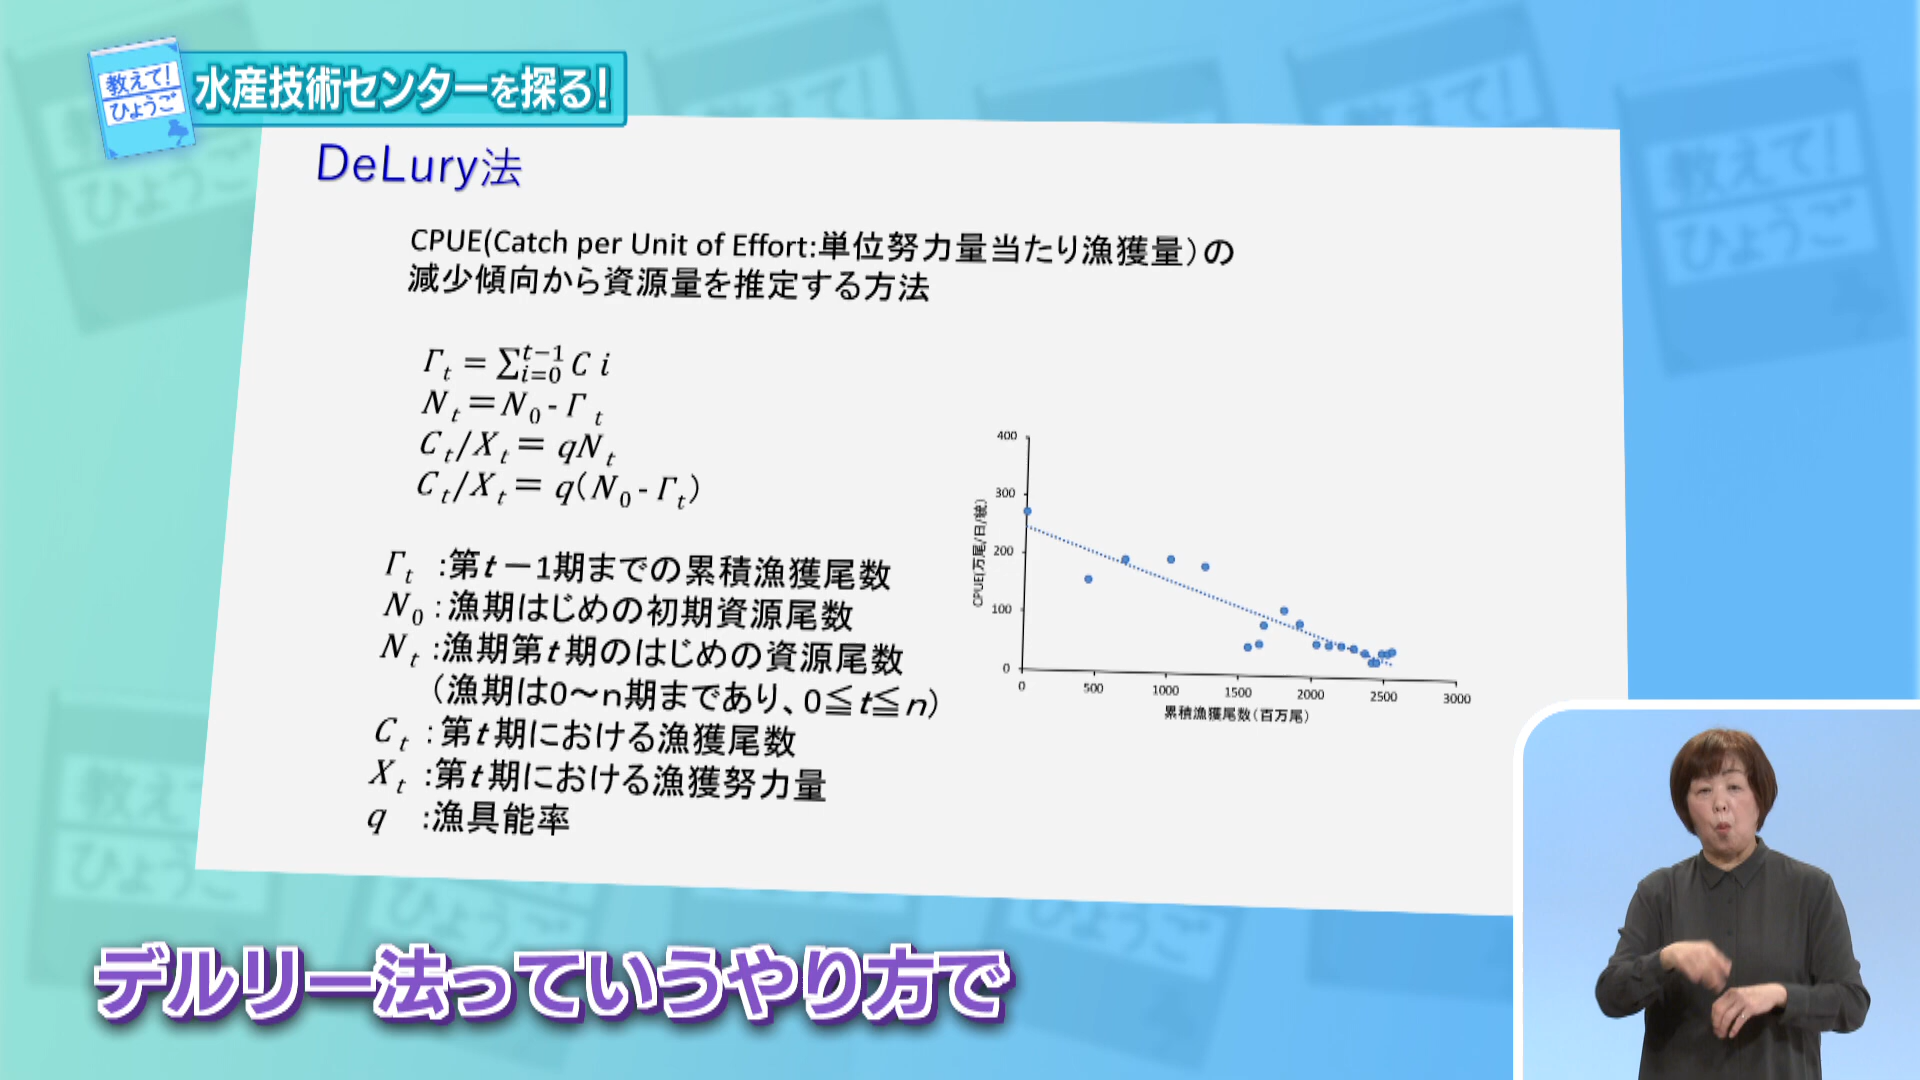 教えて!
ひょうご
水産技術センターを探る!
DeLury法
CPUE(Catch per Unit of Effort:単位努力量当たり漁獲量)の
減少傾向から資源量を推定する方法
Γt = ∑_{i=0}^{t−1} C i
Nt=N0-Γt
Ct/Xt= qNt
Ct/Xt= q(N0-Γt)
Γt :第t-1期までの累積漁獲尾数
N0:漁期はじめの初期資源尾数
Nt:漁期第t期のはじめの資源尾数
(漁期は0~n期まであり、0≦t≦n)
Ct:第t期における漁獲尾数
Xt:第t期における漁獲努力量
q :漁具能率
CPUE(万尾/日/統)
400
300
200
100
0
0 500 1000 1500 2000 2500 3000
累積漁獲尾数(百万尾)
デルリー法っていうやり方で